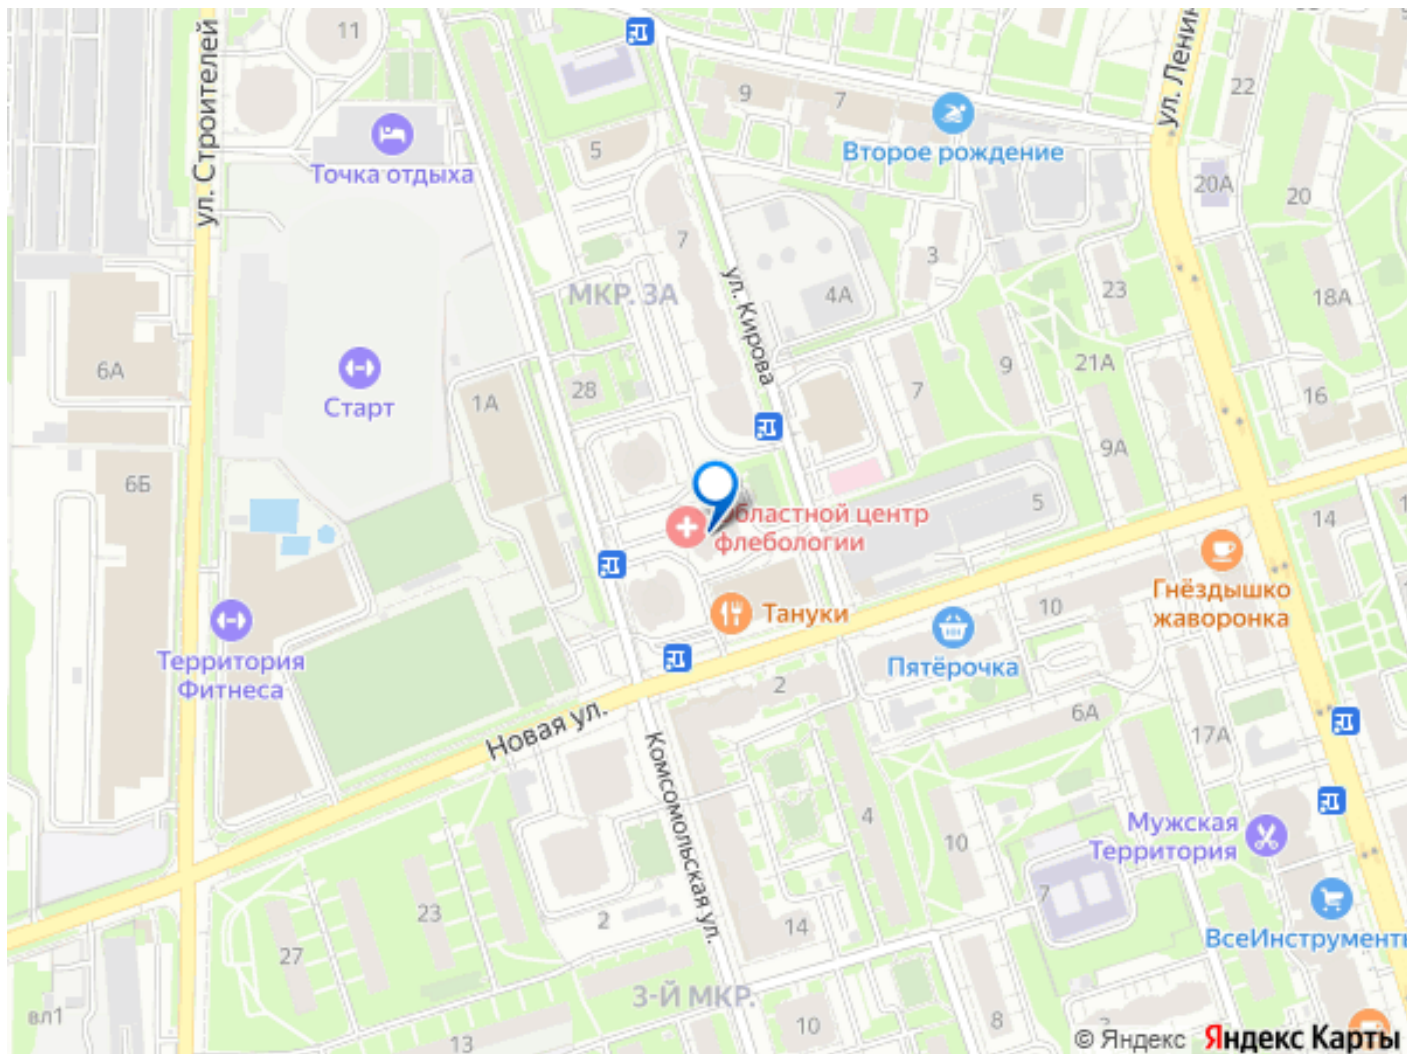 11
ул. Строителей
9
7
22
ул. Ленин
Второе рождение
5
Точка отдыха
20А
20
7
3
МКР. 3А
4А
23
18А
ул. Кирова
6А
Старт
28
1А
7
9
21А
16
9А
6Б
5
14
Областной центр
флебологии
Тануки
10
Гнёздышко
жаворонка
Пятёрочка
Территория
Фитнеса
2
6А
17А
Новая ул.
Комсомольская ул.
4
10
Мужская
Территория
7
23
2
14
27
ВсеИнструменты
3-Й МКР.
вл1
13
10
8
© Яндекс Яндекс Карты